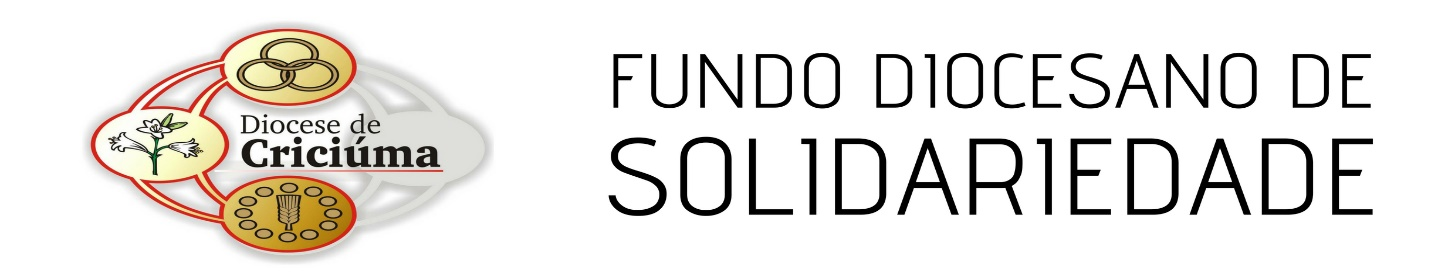 Diocese de
Criciúma
FUNDO DIOCESANO DE
SOLIDARIEDADE